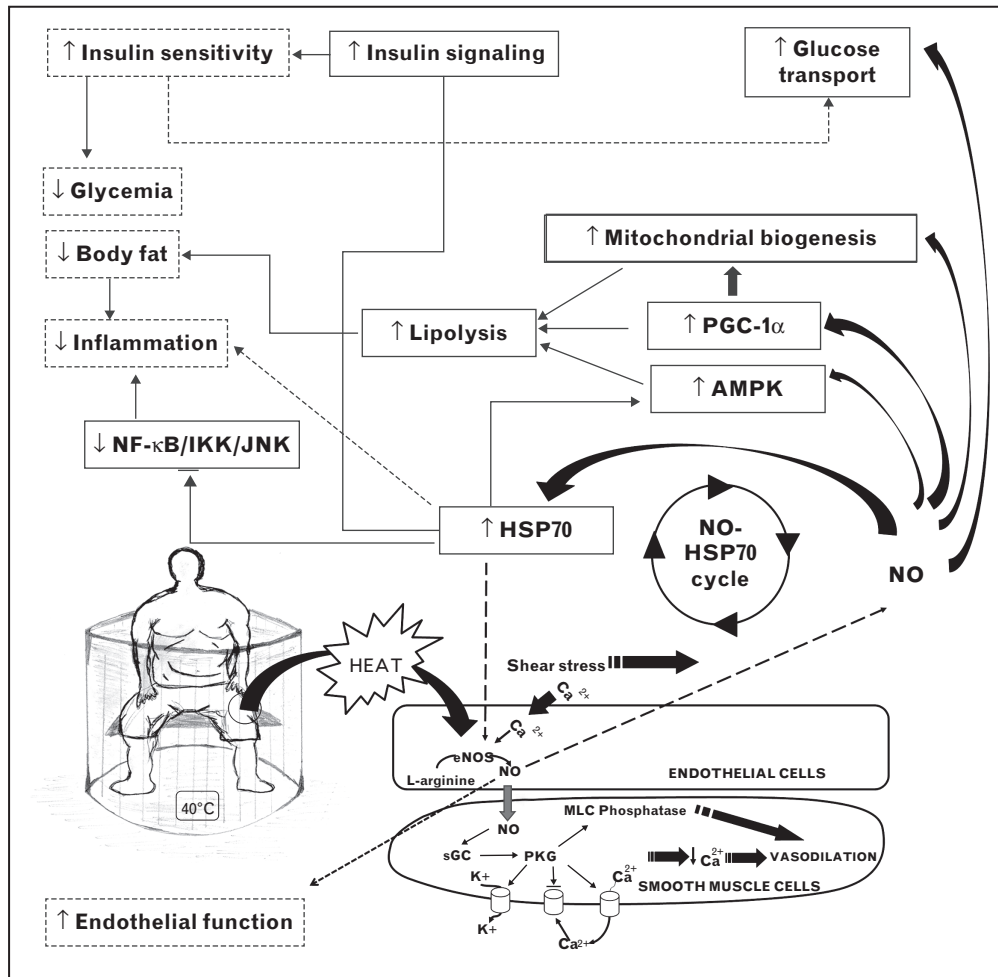 ↑ Insulin sensitivity
↑ Insulin signaling
↑ Glucose
transport
↓ Glycemia
↓ Body fat
↑ Mitochondrial biogenesis
↑ Lipolysis
↑ PGC-1α
↓ Inflammation
↑ AMPK
↓ NF-κB/IKK/JNK
↑ HSP70
NO-
HSP70
cycle
NO
HEAT
Shear stress
Ca 2+
Ca 2+
eNOS
L-arginine
NO
ENDOTHELIAL CELLS
40°C
NO
MLC Phosphatase
sGC
PKG
↓ Ca2+
VASODILATION
K+
Ca2+
SMOOTH MUSCLE CELLS
K+
Ca2+
↑ Endothelial function